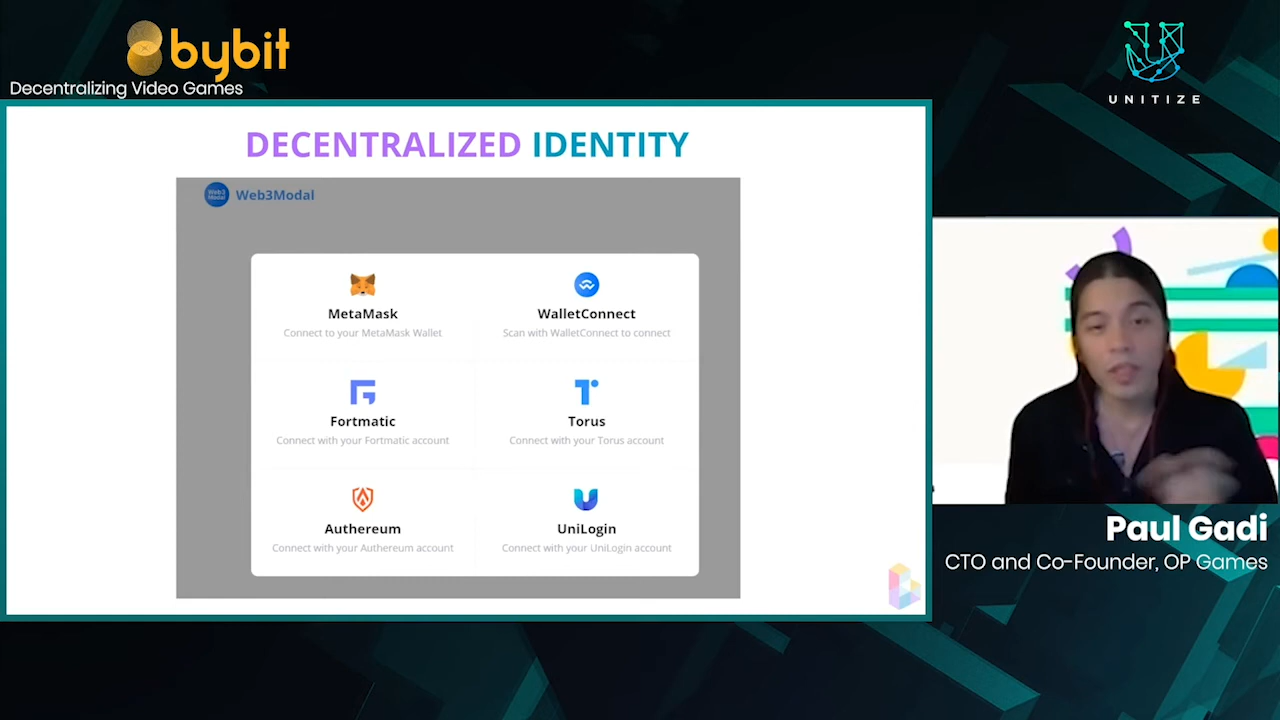 bybit
Decentralizing Video Games
UNITIZE
DECENTRALIZED IDENTITY
Web3 Modal
Web3Modal
MetaMask
Connect to your MetaMask Wallet
WalletConnect
Scan with WalletConnect to connect
Fortmatic
Connect with your Fortmatic account
Torus
Connect with your Torus account
Authereum
Connect with your Authereum account
UniLogin
Connect with your UniLogin account
Paul Gadi
CTO and Co-Founder, OP Games